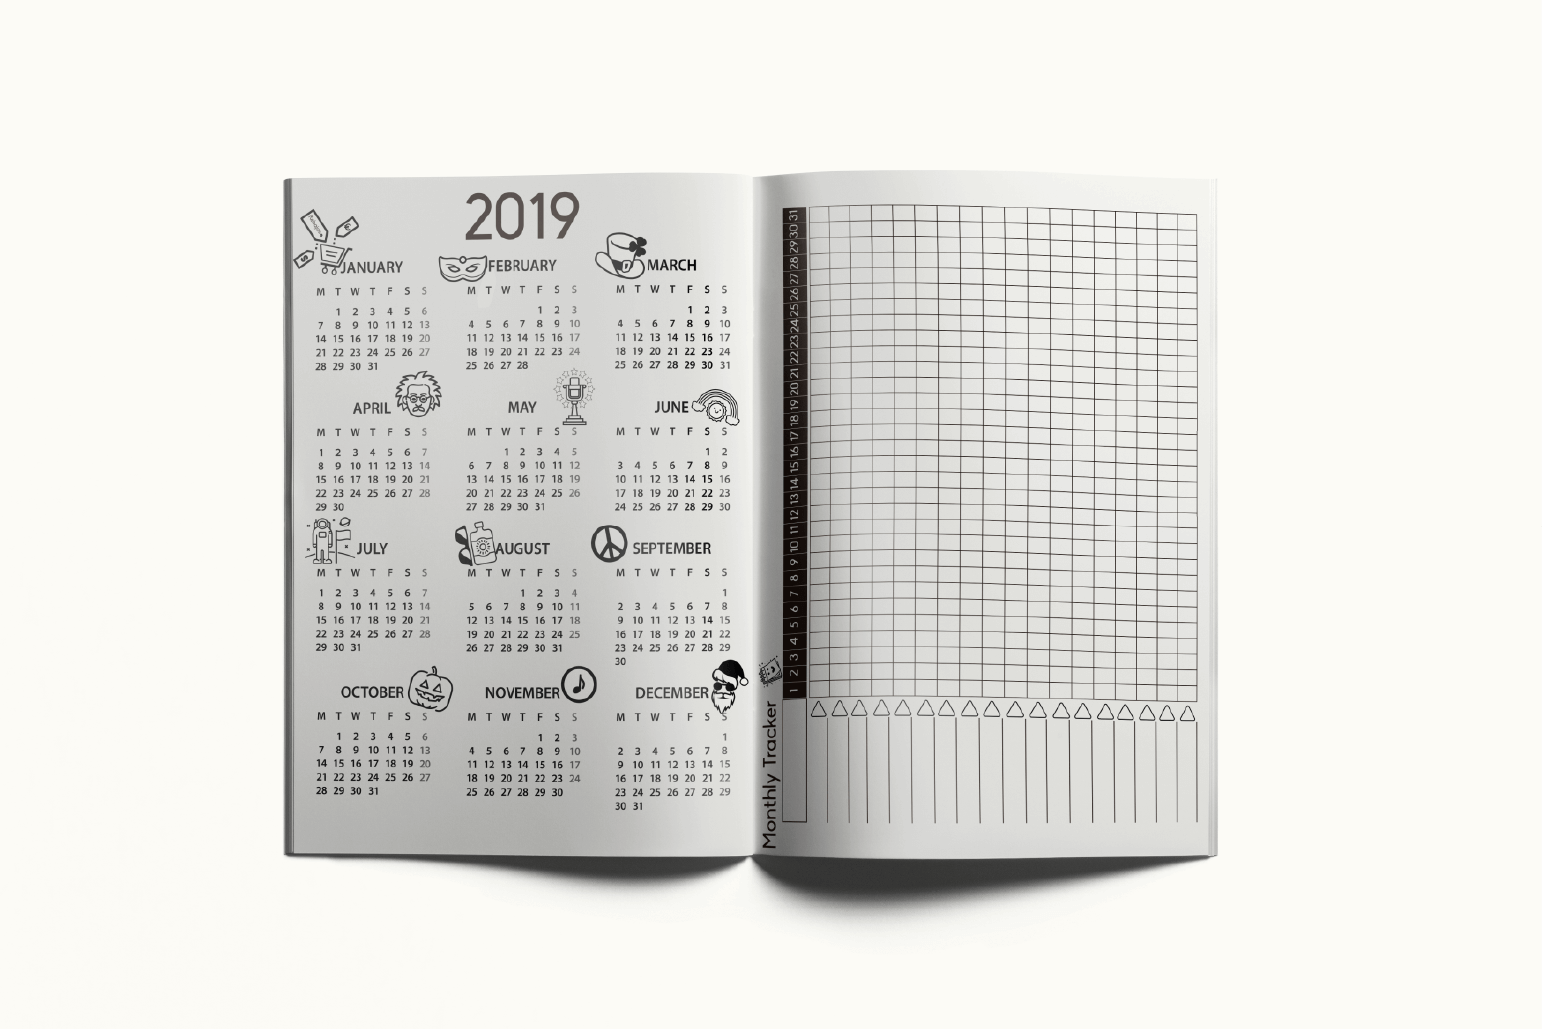 2019
JANUARY
M T W T F S S
1 2 3 4 5 6
7 8 9 10 11 12 13
14 15 16 17 18 19 20
21 22 23 24 25 26 27
28 29 30 31
FEBRUARY
M T W T F S S
1 2 3
4 5 6 7 8 9 10
11 12 13 14 15 16 17
18 19 20 21 22 23 24
25 26 27 28
MARCH
M T W T F S S
1 2 3
4 5 6 7 8 9 10
11 12 13 14 15 16 17
18 19 20 21 22 23 24
25 26 27 28 29 30 31
APRIL
M T W T F S S
1 2 3 4 5 6 7
8 9 10 11 12 13 14
15 16 17 18 19 20 21
22 23 24 25 26 27 28
29 30
MAY
M T W T F S S
1 2 3 4 5
6 7 8 9 10 11 12
13 14 15 16 17 18 19
20 21 22 23 24 25 26
27 28 29 30 31
JUNE
M T W T F S S
1 2
3 4 5 6 7 8 9
10 11 12 13 14 15 16
17 18 19 20 21 22 23
24 25 26 27 28 29 30
JULY
M T W T F S S
1 2 3 4 5 6 7
8 9 10 11 12 13 14
15 16 17 18 19 20 21
22 23 24 25 26 27 28
29 30 31
AUGUST
M T W T F S S
1 2 3 4
5 6 7 8 9 10 11
12 13 14 15 16 17 18
19 20 21 22 23 24 25
26 27 28 29 30 31
SEPTEMBER
M T W T F S S
1
2 3 4 5 6 7 8
9 10 11 12 13 14 15
16 17 18 19 20 21 22
23 24 25 26 27 28 29
30
OCTOBER
M T W T F S S
1 2 3 4 5 6
7 8 9 10 11 12 13
14 15 16 17 18 19 20
21 22 23 24 25 26 27
28 29 30 31
NOVEMBER
M T W T F S S
1 2 3
4 5 6 7 8 9 10
11 12 13 14 15 16 17
18 19 20 21 22 23 24
25 26 27 28 29 30
DECEMBER
M T W T F S S
1
2 3 4 5 6 7 8
9 10 11 12 13 14 15
16 17 18 19 20 21 22
23 24 25 26 27 28 29
30 31
Monthly Tracker
1 2 3 4 5 6 7 8 9 10 11 12 13 14 15 16 17 18 19 20 21 22 23 24 25 26 27 28 29 30 31